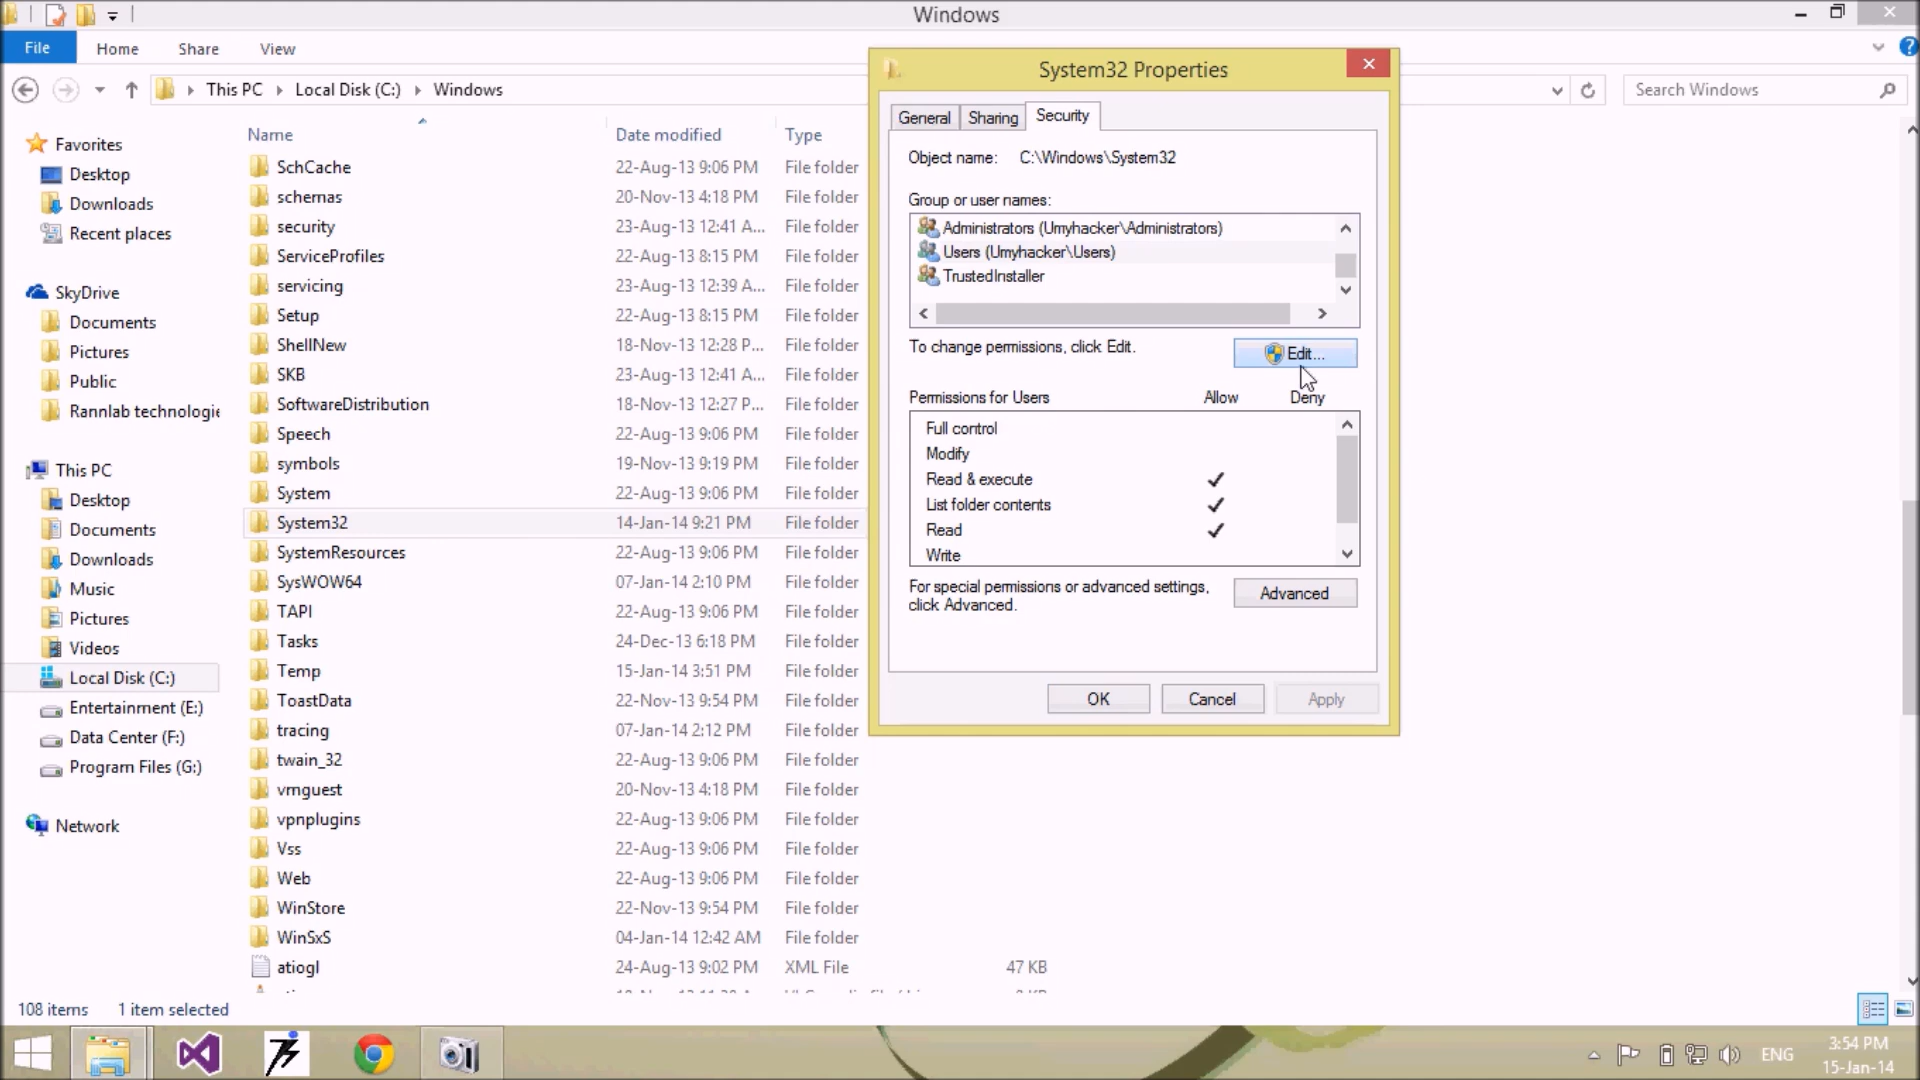 Windows
File Home Share View
This PC Local Disk (C:) Windows
Search Windows
Favorites
Desktop
Downloads
Recent places
SkyDrive
Documents
Pictures
Public
Rannlab technologie
This PC
Desktop
Documents
Downloads
Music
Pictures
Videos
Local Disk (C:)
Entertainment (E:)
Data Center (F:)
Program Files (G:)
Network
Name Date modified Type
SchCache 22-Aug-13 9:06 PM File folder
schemas 20-Nov-13 4:18 PM File folder
security 23-Aug-13 12:41 A... File folder
ServiceProfiles 22-Aug-13 8:15 PM File folder
servicing 23-Aug-13 12:39 A... File folder
Setup 22-Aug-13 8:15 PM File folder
ShellNew 18-Nov-13 12:28 P... File folder
SKB 23-Aug-13 12:41 A... File folder
SoftwareDistribution 18-Nov-13 12:27 P... File folder
Speech 22-Aug-13 9:06 PM File folder
symbols 19-Nov-13 9:19 PM File folder
System 22-Aug-13 9:06 PM File folder
System32 14-Jan-14 9:21 PM File folder
SystemResources 22-Aug-13 9:06 PM File folder
SysWOW64 07-Jan-14 2:10 PM File folder
TAPI 22-Aug-13 9:06 PM File folder
Tasks 24-Dec-13 6:18 PM File folder
Temp 15-Jan-14 3:51 PM File folder
ToastData 22-Nov-13 9:54 PM File folder
tracing 07-Jan-14 2:12 PM File folder
twain_32 22-Aug-13 9:06 PM File folder
vmguest 20-Nov-13 4:18 PM File folder
vpnplugins 22-Aug-13 9:06 PM File folder
Vss 22-Aug-13 9:06 PM File folder
Web 22-Aug-13 9:06 PM File folder
WinStore 22-Nov-13 9:54 PM File folder
WinSxS 04-Jan-14 12:42 AM File folder
atiogl 24-Aug-13 9:02 PM XML File 47 KB
System32 Properties
General Sharing Security
Object name: C:\Windows\System32
Group or user names:
Administrators (Umyhacker\Administrators)
Users (Umyhacker\Users)
TrustedInstaller
To change permissions, click Edit. Edit...
Permissions for Users Allow Deny
Full control
Modify
Read & execute
List folder contents
Read
Write
For special permissions or advanced settings, click Advanced. Advanced
OK Cancel Apply
108 items 1 item selected
ENG
3:54 PM
15-Jan-14